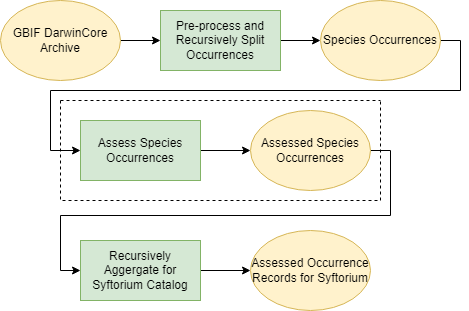 GBIF DarwinCore
Archive
Pre-process and
Recursively Split
Occurrences
Species Occurrences
Assess Species
Occurrences
Assessed Species
Occurrences
Recursively
Aggergate for
Syftorium Catalog
Assessed Occurrence
Records for Syftorium